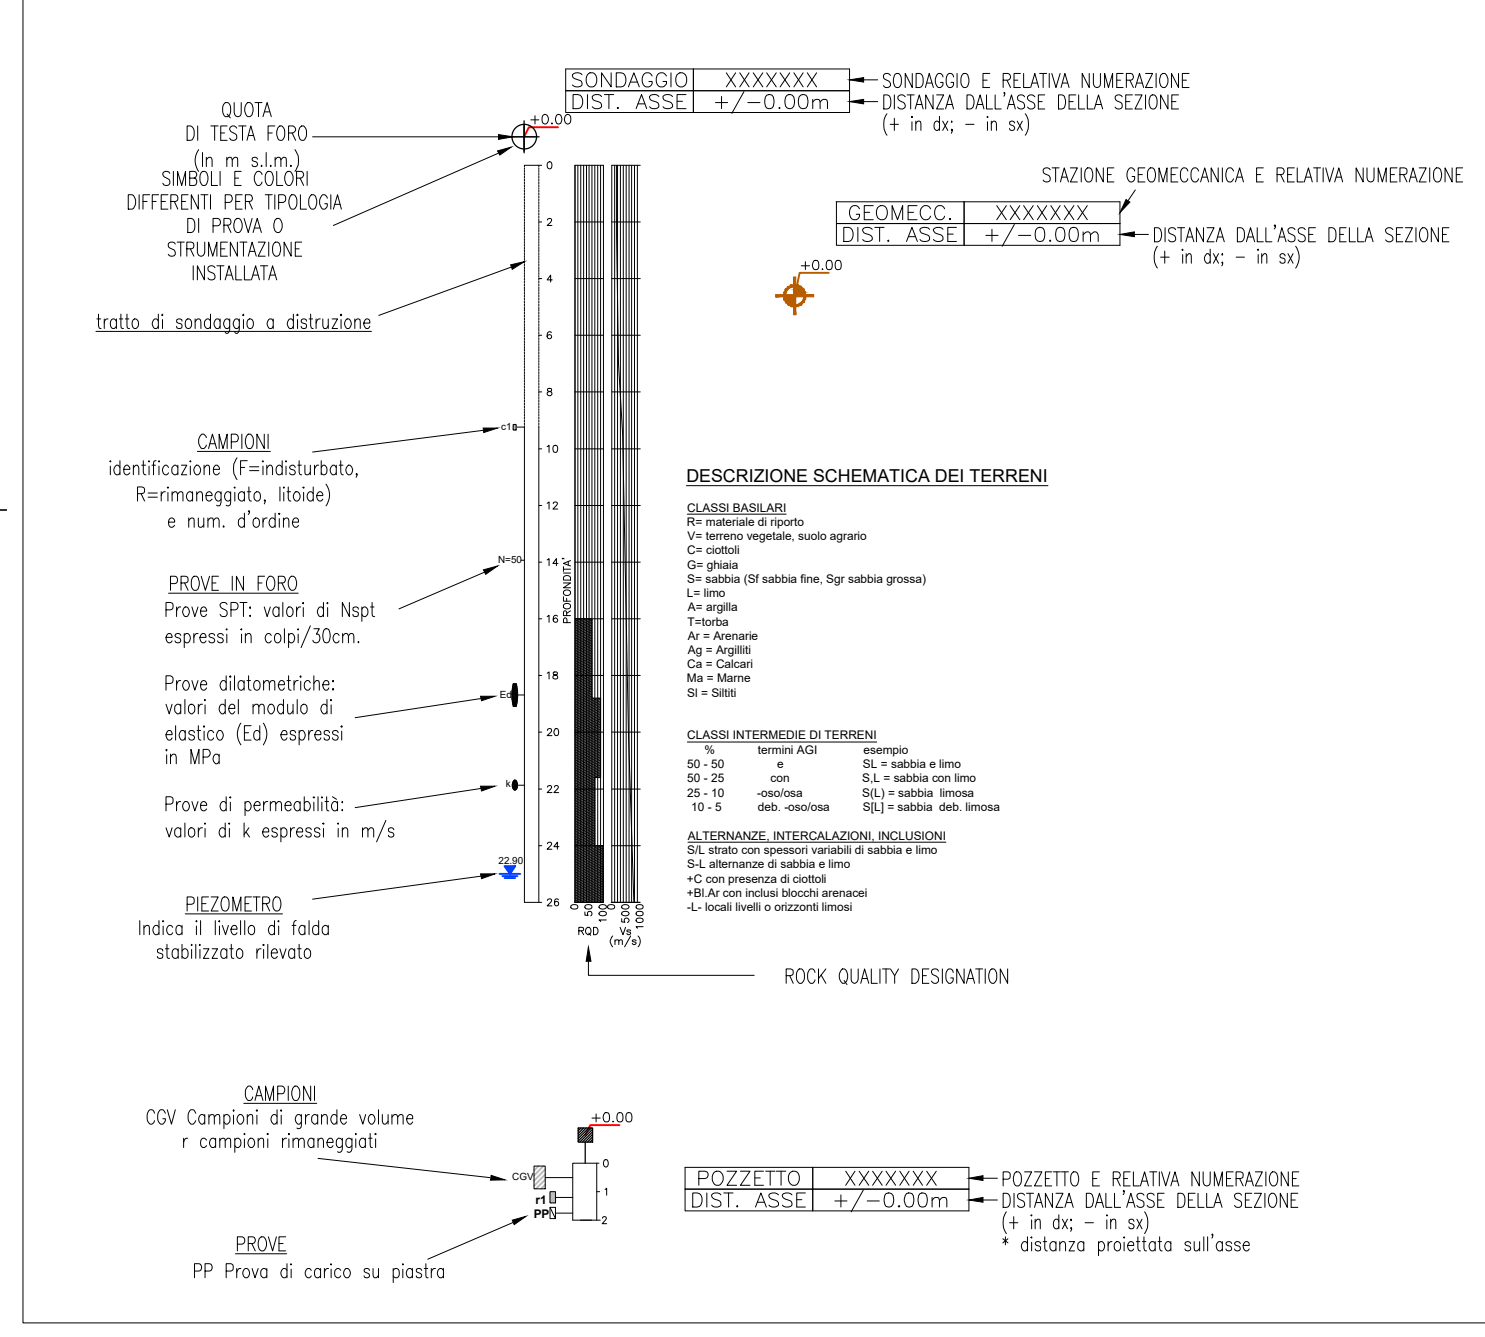 SONDAGGIO XXXXXXX
DIST. ASSE +/-0.00m
SONDAGGIO E RELATIVA NUMERAZIONE
DISTANZA DALL'ASSE DELLA SEZIONE
(+ in dx; - in sx)
QUOTA
DI TESTA FORO
(In m s.l.m.)
SIMBOLI E COLORI
DIFFERENTI PER TIPOLOGIA
DI PROVA O
STRUMENTAZIONE
INSTALLATA
+0.00
STAZIONE GEOMECCANICA E RELATIVA NUMERAZIONE
GEOMECC. XXXXXXX
DIST. ASSE +/-0.00m
DISTANZA DALL'ASSE DELLA SEZIONE
(+ in dx; - in sx)
+0.00
tratto di sondaggio a distruzione
CAMPIONI
identificazione (F=indisturbato,
R=rimaneggiato, litoide)
e num. d'ordine
PROVE IN FORO
Prove SPT: valori di Nspt
espressi in colpi/30cm.
Prove dilatometriche:
valori del modulo di
elastico (Ed) espressi
in MPa
Prove di permeabilità:
valori di k espressi in m/s
PIEZOMETRO
Indica il livello di falda
stabilizzato rilevato
c1
N=50
Ed
k
22.90
0
2
4
6
8
10
12
14
16
18
20
22
24
26
PROFONDITA'
0 50 100
RQD
0 500 1000
Vs
(m/s)
ROCK QUALITY DESIGNATION
DESCRIZIONE SCHEMATICA DEI TERRENI
CLASSI BASILARI
R= materiale di riporto
V= terreno vegetale, suolo agrario
C= ciottoli
G= ghiaia
S= sabbia (Sf sabbia fine, Sgr sabbia grossa)
L= limo
A= argilla
T=torba
Ar = Arenarie
Ag = Argilliti
Ca = Calcari
Ma = Marne
SI = Siltiti
CLASSI INTERMEDIE DI TERRENI
% termini AGI esempio
50 - 50 e SL = sabbia e limo
50 - 25 con S,L = sabbia con limo
25 - 10 -oso/osa S(L) = sabbia limosa
10 - 5 deb. -oso/osa S[L] = sabbia deb. limosa
ALTERNANZE, INTERCALAZIONI, INCLUSIONI
S/L strato con spessori variabili di sabbia e limo
S-L alternanze di sabbia e limo
+C con presenza di ciottoli
+Bl.Ar con inclusi blocchi arenacei
-L- locali livelli o orizzonti limosi
CAMPIONI
CGV Campioni di grande volume
r campioni rimaneggiati
PROVE
PP Prova di carico su piastra
+0.00
CGV
r1
PP
0
1
2
POZZETTO XXXXXXX
DIST. ASSE +/-0.00m
POZZETTO E RELATIVA NUMERAZIONE
DISTANZA DALL'ASSE DELLA SEZIONE
(+ in dx; - in sx)
* distanza proiettata sull'asse